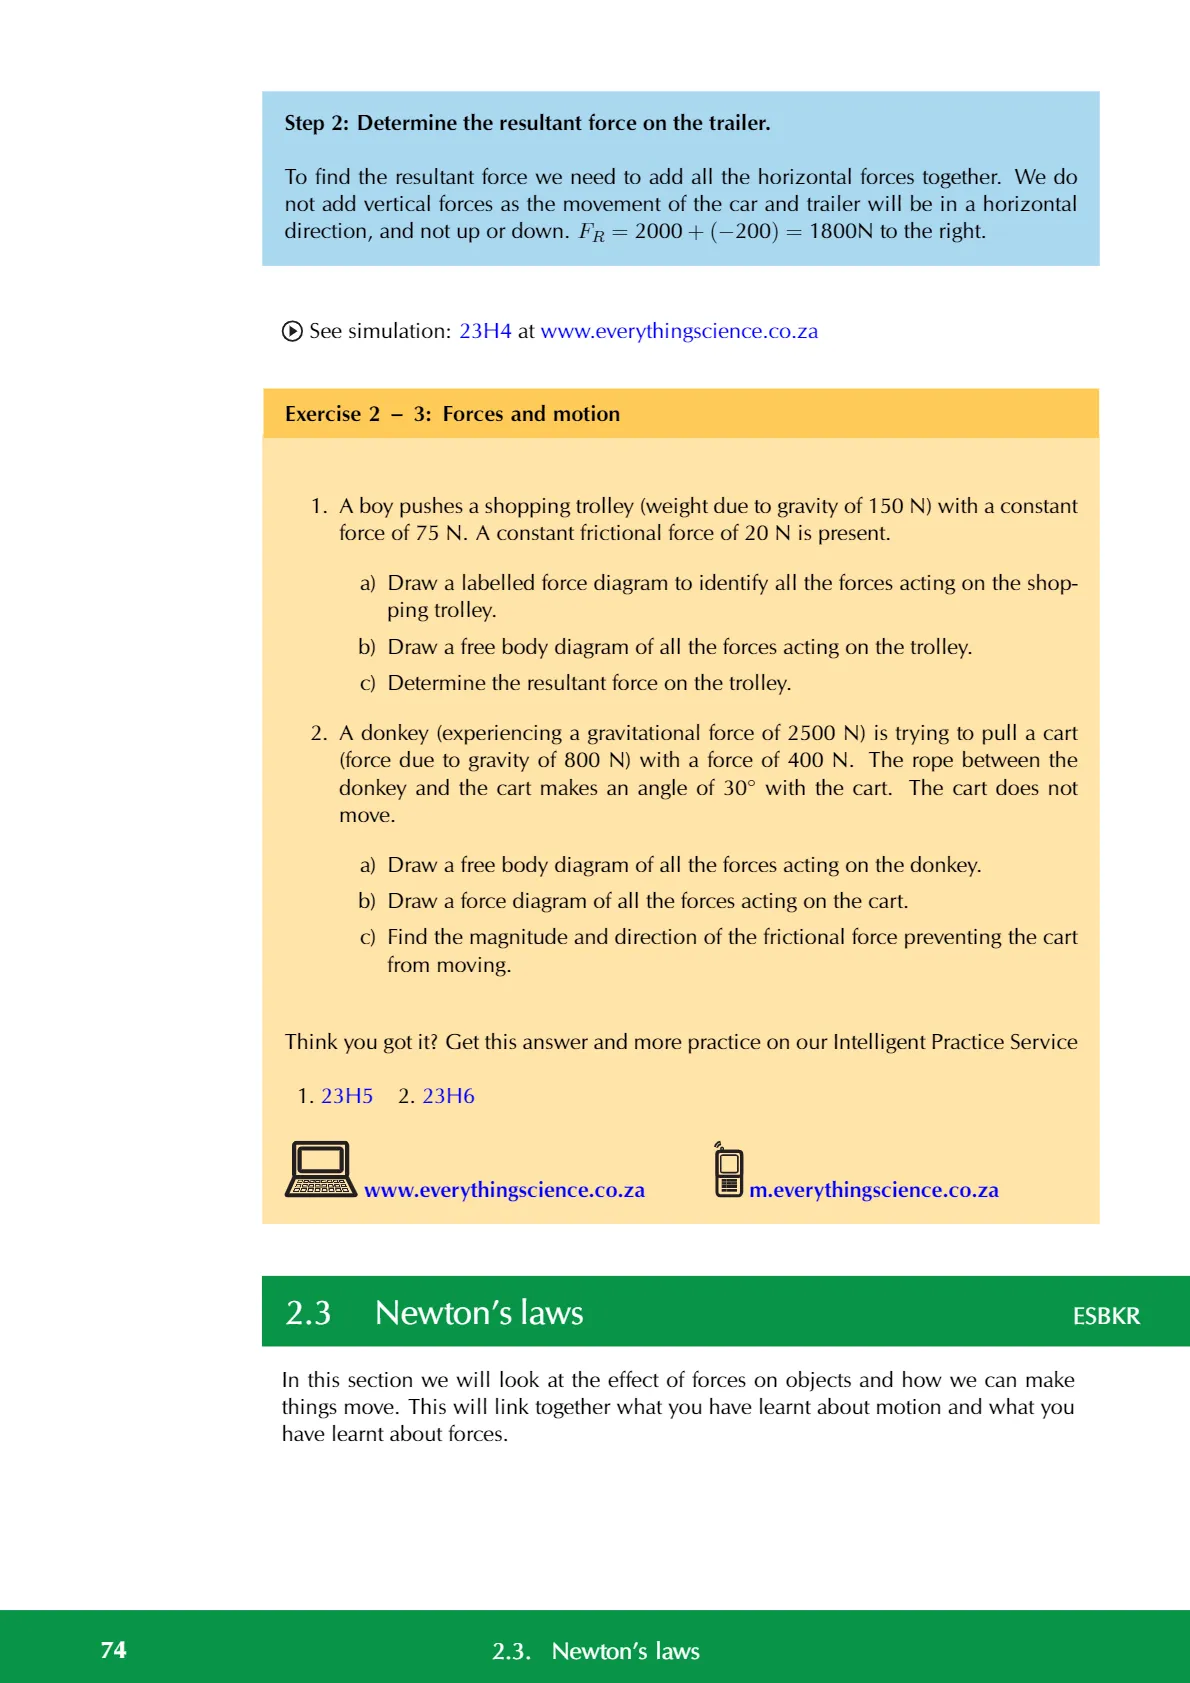 Step 2: Determine the resultant force on the trailer.
To find the resultant force we need to add all the horizontal forces together. We do
not add vertical forces as the movement of the car and trailer will be in a horizontal
direction, and not up or down. F_R = 2000 + (−200) = 1800N to the right.
See simulation: 23H4 at www.everythingscience.co.za
Exercise 2 – 3: Forces and motion
1. A boy pushes a shopping trolley (weight due to gravity of 150 N) with a constant
force of 75 N. A constant frictional force of 20 N is present.
a) Draw a labelled force diagram to identify all the forces acting on the shop-
ping trolley.
b) Draw a free body diagram of all the forces acting on the trolley.
c) Determine the resultant force on the trolley.
2. A donkey (experiencing a gravitational force of 2500 N) is trying to pull a cart
(force due to gravity of 800 N) with a force of 400 N. The rope between the
donkey and the cart makes an angle of 30° with the cart. The cart does not
move.
a) Draw a free body diagram of all the forces acting on the donkey.
b) Draw a force diagram of all the forces acting on the cart.
c) Find the magnitude and direction of the frictional force preventing the cart
from moving.
Think you got it? Get this answer and more practice on our Intelligent Practice Service
1. 23H5 2. 23H6
www.everythingscience.co.za m.everythingscience.co.za
2.3 Newton's laws ESBKR
In this section we will look at the effect of forces on objects and how we can make
things move. This will link together what you have learnt about motion and what you
have learnt about forces.
74 2.3. Newton's laws